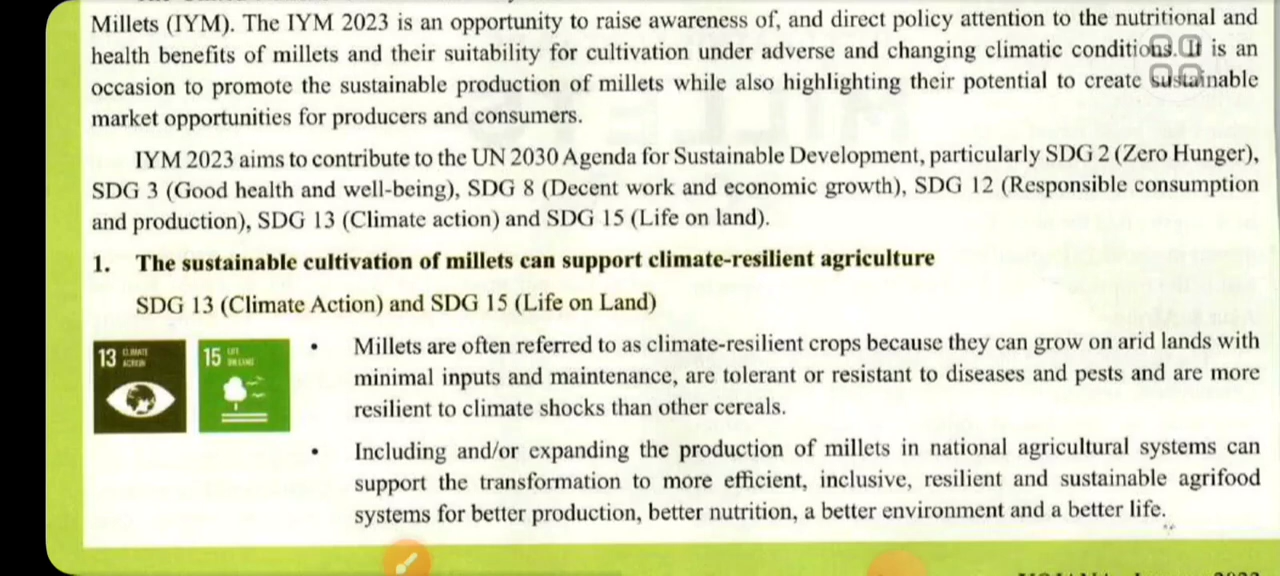 Millets (IYM). The IYM 2023 is an opportunity to raise awareness of, and direct policy attention to the nutritional and
health benefits of millets and their suitability for cultivation under adverse and changing climatic conditions. It is an
occasion to promote the sustainable production of millets while also highlighting their potential to create sustainable
market opportunities for producers and consumers.
IYM 2023 aims to contribute to the UN 2030 Agenda for Sustainable Development, particularly SDG 2 (Zero Hunger),
SDG 3 (Good health and well-being), SDG 8 (Decent work and economic growth), SDG 12 (Responsible consumption
and production), SDG 13 (Climate action) and SDG 15 (Life on land).
1. The sustainable cultivation of millets can support climate-resilient agriculture
SDG 13 (Climate Action) and SDG 15 (Life on Land)
13 CLIMATE
ACTION
15 LIFE
ON LAND
• Millets are often referred to as climate-resilient crops because they can grow on arid lands with
minimal inputs and maintenance, are tolerant or resistant to diseases and pests and are more
resilient to climate shocks than other cereals.
• Including and/or expanding the production of millets in national agricultural systems can
support the transformation to more efficient, inclusive, resilient and sustainable agrifood
systems for better production, better nutrition, a better environment and a better life.